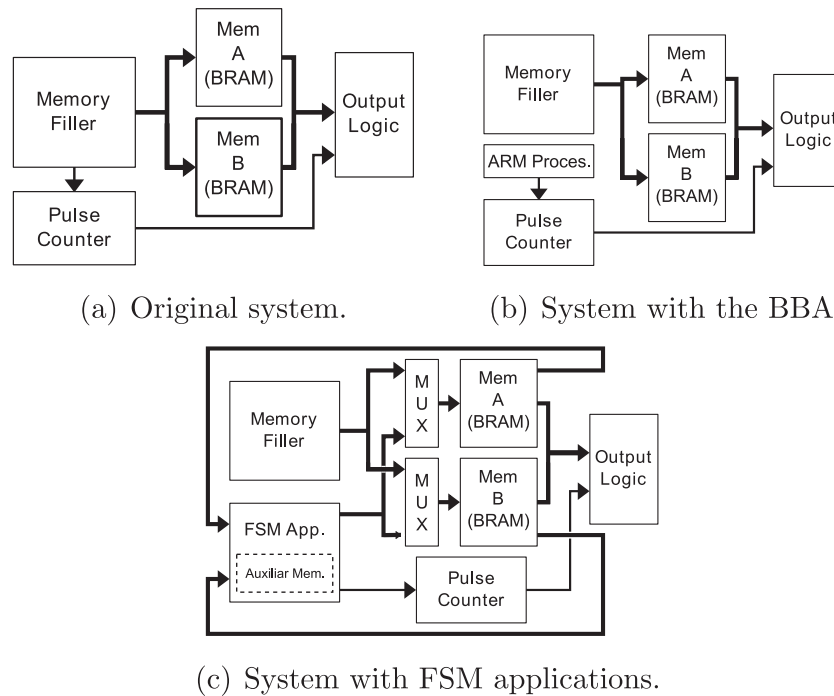 Memory
Filler
Mem
A
(BRAM)
Mem
B
(BRAM)
Output
Logic
Pulse
Counter
(a) Original system.
Memory
Filler
Mem
A
(BRAM)
Mem
B
(BRAM)
Output
Logic
ARM Proces.
Pulse
Counter
(b) System with the BBA
Memory
Filler
M
U
X
Mem
A
(BRAM)
M
U
X
Mem
B
(BRAM)
Output
Logic
FSM App.
Auxiliar Mem.
Pulse
Counter
(c) System with FSM applications.